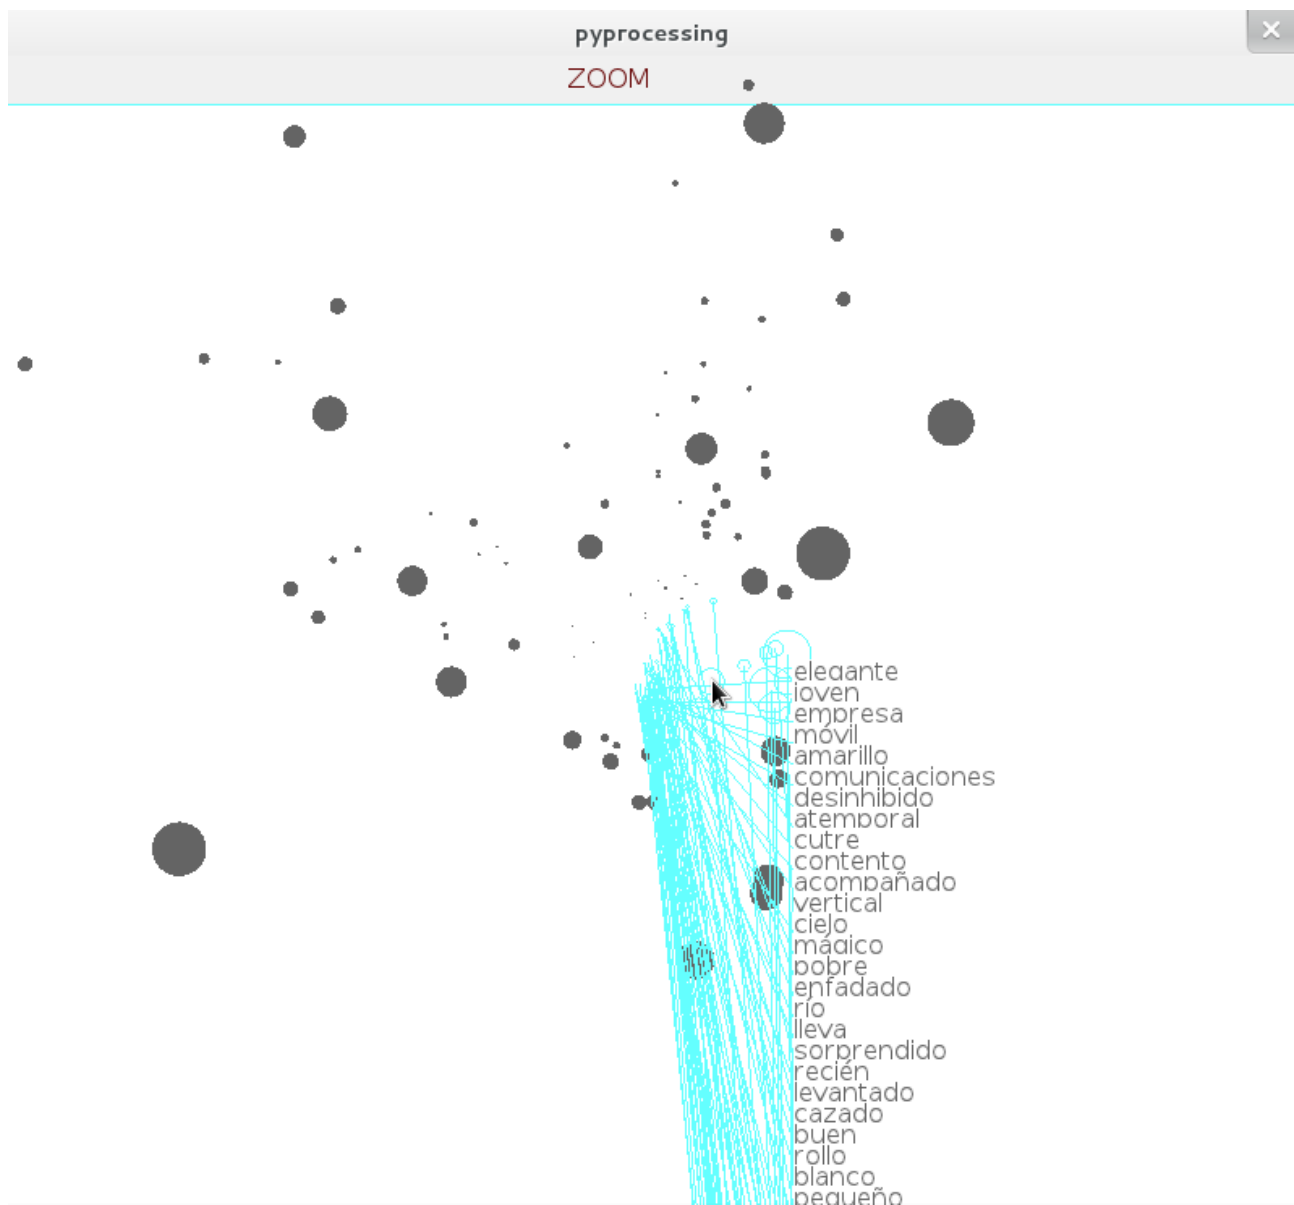 pyprocessing
ZOOM
elegante
joven
empresa
móvil
amarillo
comunicaciones
desinhibido
atemporal
cutre
contento
acompañado
vertical
cielo
mágico
pobre
enfadado
río
lleva
sorprendido
recién
levantado
cazado
buen
rollo
blanco
pequeño